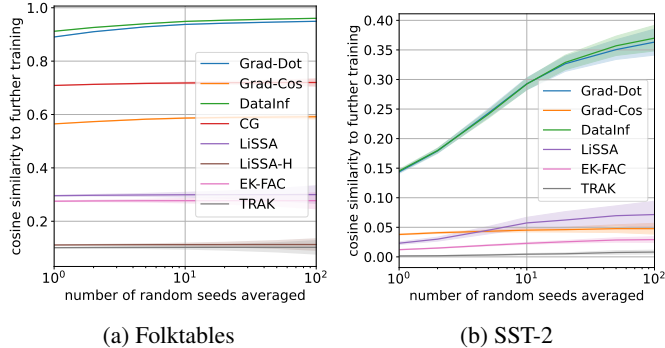 cosine similarity to further training
1.0
0.8
0.6
0.4
0.2
Grad-Dot
Grad-Cos
DataInf
CG
LiSSA
LiSSA-H
EK-FAC
TRAK
10^0
10^1
10^2
number of random seeds averaged
(a) Folktables
cosine similarity to further training
0.40
0.35
0.30
0.25
0.20
0.15
0.10
0.05
0.00
Grad-Dot
Grad-Cos
DataInf
LiSSA
EK-FAC
TRAK
10^0
10^1
10^2
number of random seeds averaged
(b) SST-2